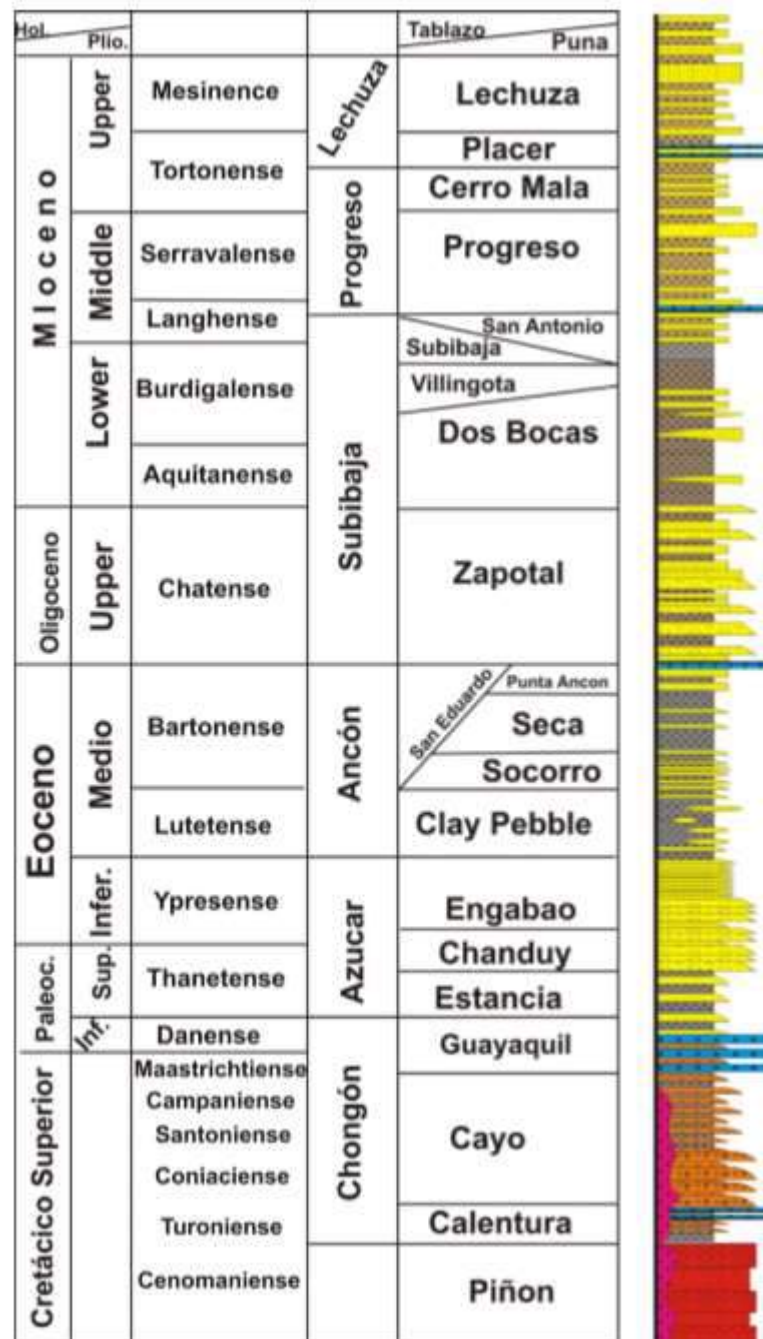 Hol.
Plio.
Tablazo
Puna
Mioceno
Upper
Mesinence
Tortonense
Middle
Serravalense
Langhense
Lower
Burdigalense
Aquitanense
Oligoceno
Upper
Chatense
Eoceno
Medio
Bartonense
Lutetense
Infer.
Ypresense
Paleoc.
Sup.
Thanetense
Inf.
Danense
Cretácico Superior
Maastrichtiense
Campaniense
Santoniense
Coniaciense
Turoniense
Cenomaniense
Lechuza
Progreso
Subibaja
Ancón
Azucar
Chongón
Lechuza
Placer
Cerro Mala
Progreso
San Antonio
Subibaja
Villingota
Dos Bocas
Zapotal
San Eduardo
Punta Ancon
Seca
Socorro
Clay Pebble
Engabao
Chanduy
Estancia
Guayaquil
Cayo
Calentura
Piñon